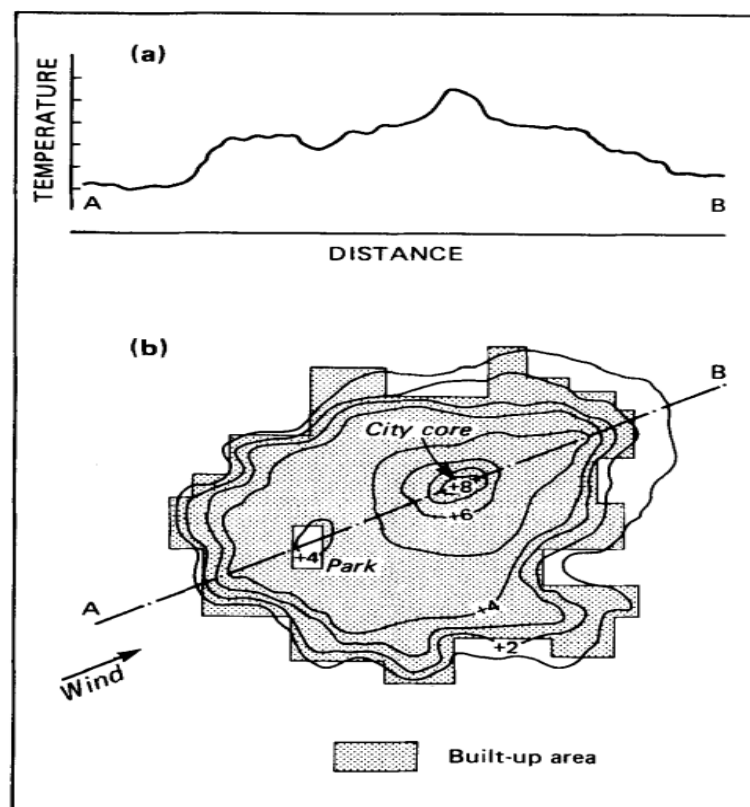 (a)
TEMPERATURE
A
B
DISTANCE
(b)
B
City core
+8
+6
+4
Park
A
+4
+2
Wind
Built-up area